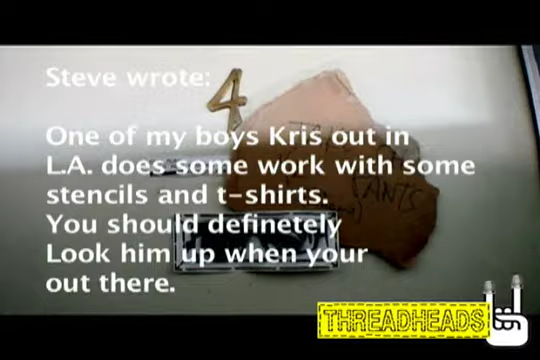 Steve wrote:
4
One of my boys Kris out in
L.A. does some work with some
stencils and t-shirts.
You should definetely
Look him up when your
out there.
PANTS
THREADHEADS